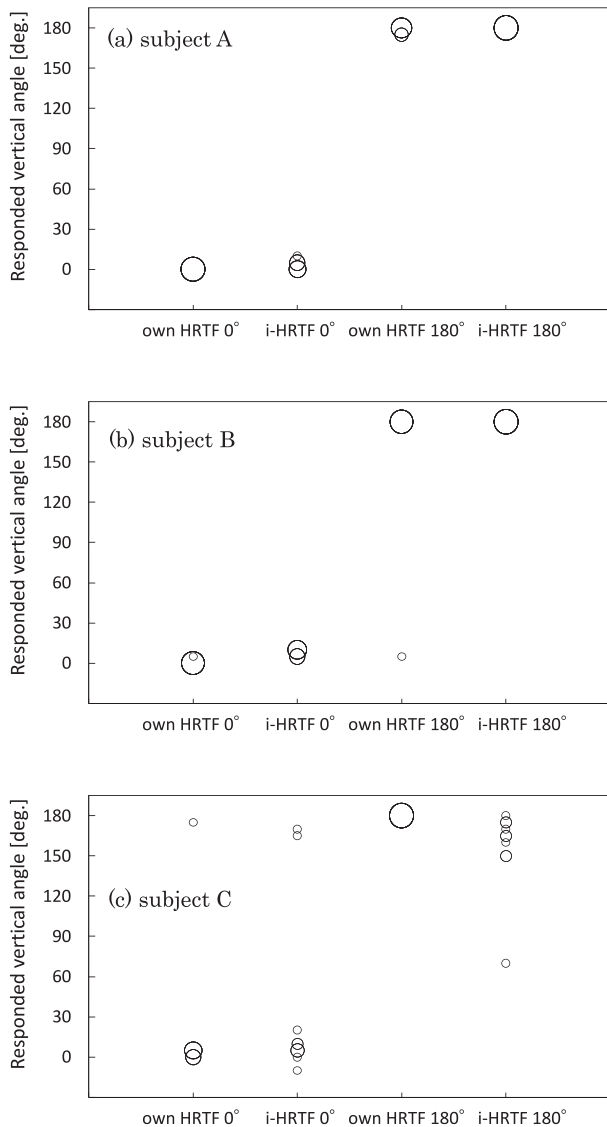 (a) subject A
Responded vertical angle [deg.]
180
150
120
90
60
30
0
own HRTF 0° i-HRTF 0° own HRTF 180° i-HRTF 180°
(b) subject B
Responded vertical angle [deg.]
180
150
120
90
60
30
0
own HRTF 0° i-HRTF 0° own HRTF 180° i-HRTF 180°
(c) subject C
Responded vertical angle [deg.]
180
150
120
90
60
30
0
own HRTF 0° i-HRTF 0° own HRTF 180° i-HRTF 180°